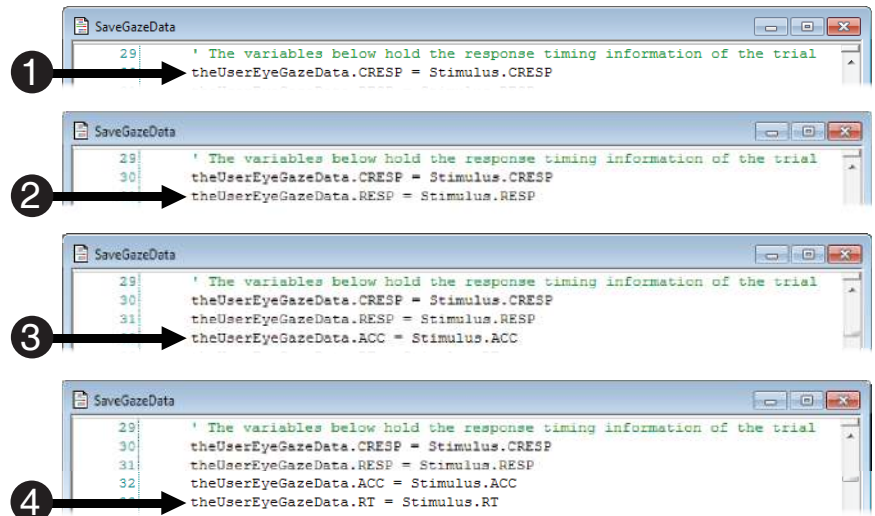 SaveGazeData
29 ' The variables below hold the response timing information of the trial
1 theUserEyeGazeData.CRESP = Stimulus.CRESP
SaveGazeData
29 ' The variables below hold the response timing information of the trial
30 theUserEyeGazeData.CRESP = Stimulus.CRESP
2 theUserEyeGazeData.RESP = Stimulus.RESP
SaveGazeData
29 ' The variables below hold the response timing information of the trial
30 theUserEyeGazeData.CRESP = Stimulus.CRESP
31 theUserEyeGazeData.RESP = Stimulus.RESP
3 theUserEyeGazeData.ACC = Stimulus.ACC
SaveGazeData
29 ' The variables below hold the response timing information of the trial
30 theUserEyeGazeData.CRESP = Stimulus.CRESP
31 theUserEyeGazeData.RESP = Stimulus.RESP
32 theUserEyeGazeData.ACC = Stimulus.ACC
4 theUserEyeGazeData.RT = Stimulus.RT